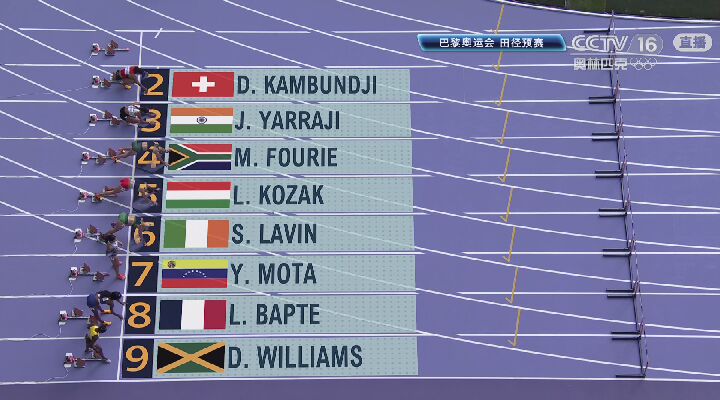 巴黎奥运会 田径预赛
CCTV 16 直播
奥林匹克
2 D. KAMBUNDJI
3 J. YARRAJI
4 M. FOURIE
5 L. KOZAK
6 S. LAVIN
7 Y. MOTA
8 L. BAPTE
9 D. WILLIAMS